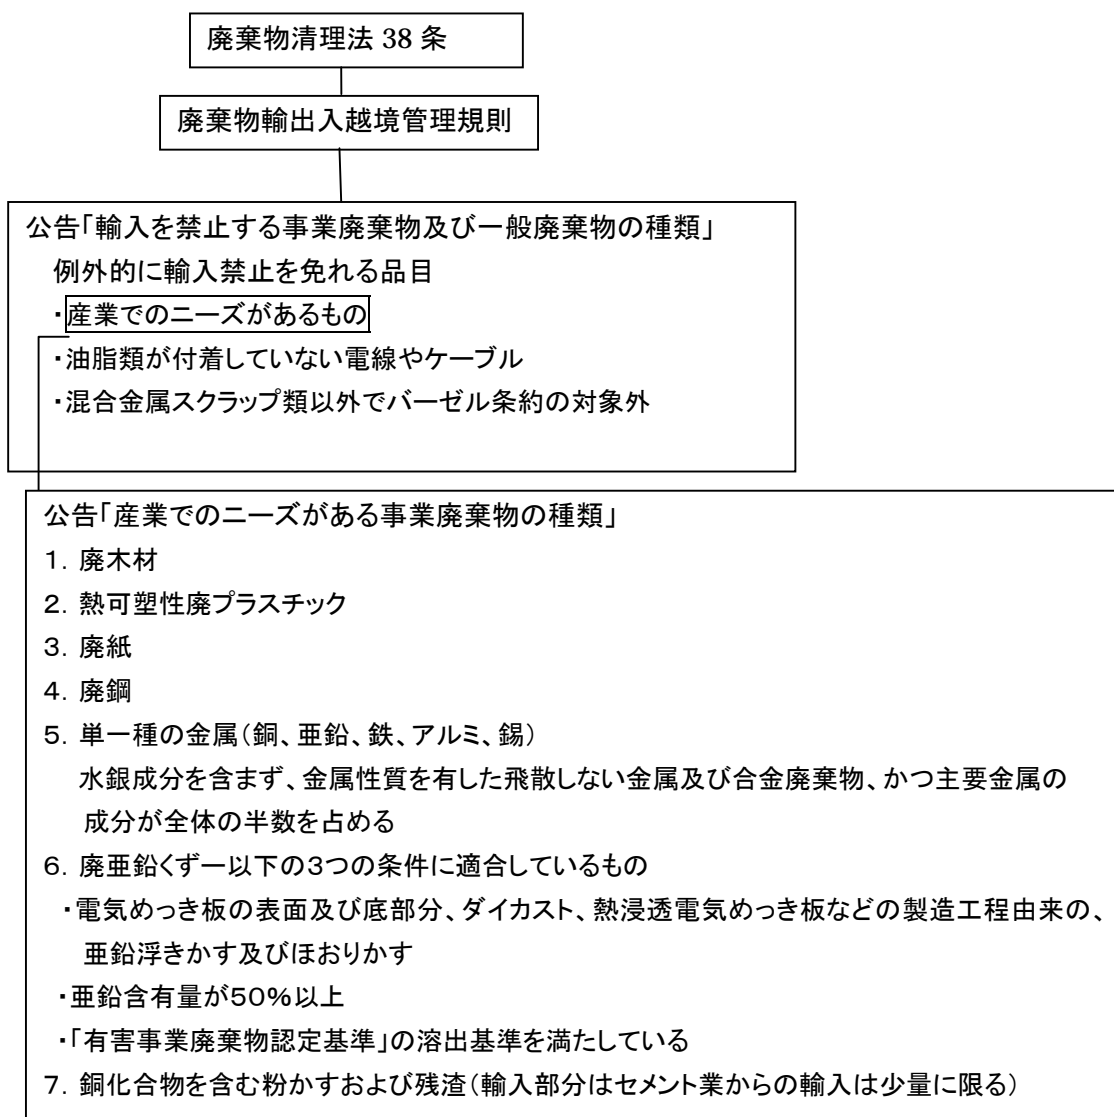 廃棄物清理法 38 条
廃棄物輸出入越境管理規則
公告「輸入を禁止する事業廃棄物及び一般廃棄物の種類」
例外的に輸入禁止を免れる品目
・産業でのニーズがあるもの
・油脂類が付着していない電線やケーブル
・混合金属スクラップ類以外でバーゼル条約の対象外
公告「産業でのニーズがある事業廃棄物の種類」
1. 廃木材
2. 熱可塑性廃プラスチック
3. 廃紙
4. 廃鋼
5. 単一種の金属(銅、亜鉛、鉄、アルミ、錫)
水銀成分を含まず、金属性質を有した飛散しない金属及び合金廃棄物、かつ主要金属の
成分が全体の半数を占める
6. 廃亜鉛くずー以下の3つの条件に適合しているもの
・電気めっき板の表面及び底部分、ダイカスト、熱浸透電気めっき板などの製造工程由来の、
亜鉛浮きかす及びほおりかす
・亜鉛含有量が50%以上
・「有害事業廃棄物認定基準」の溶出基準を満たしている
7. 銅化合物を含む粉かすおよび残渣(輸入部分はセメント業からの輸入は少量に限る)